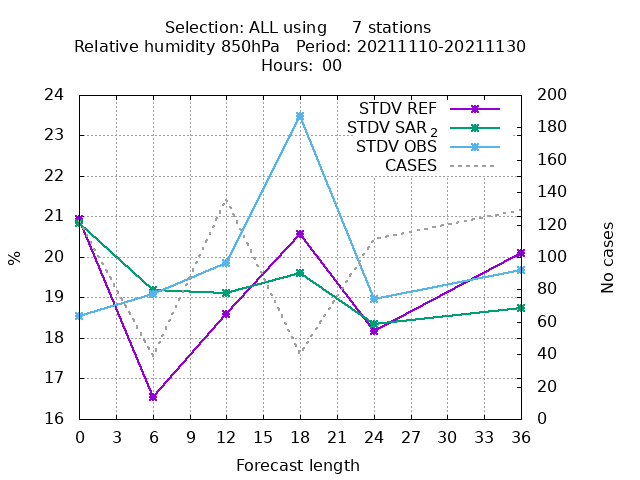 Selection: ALL using     7 stations
Relative humidity 850hPa   Period: 20211110-20211130
Hours: 00
24
23
22
21
20
19
18
17
16
200
180
160
140
120
100
80
60
40
20
0
STDV REF
STDV SAR 2
STDV OBS
CASES
%
No cases
0 3 6 9 12 15 18 21 24 27 30 33 36
Forecast length